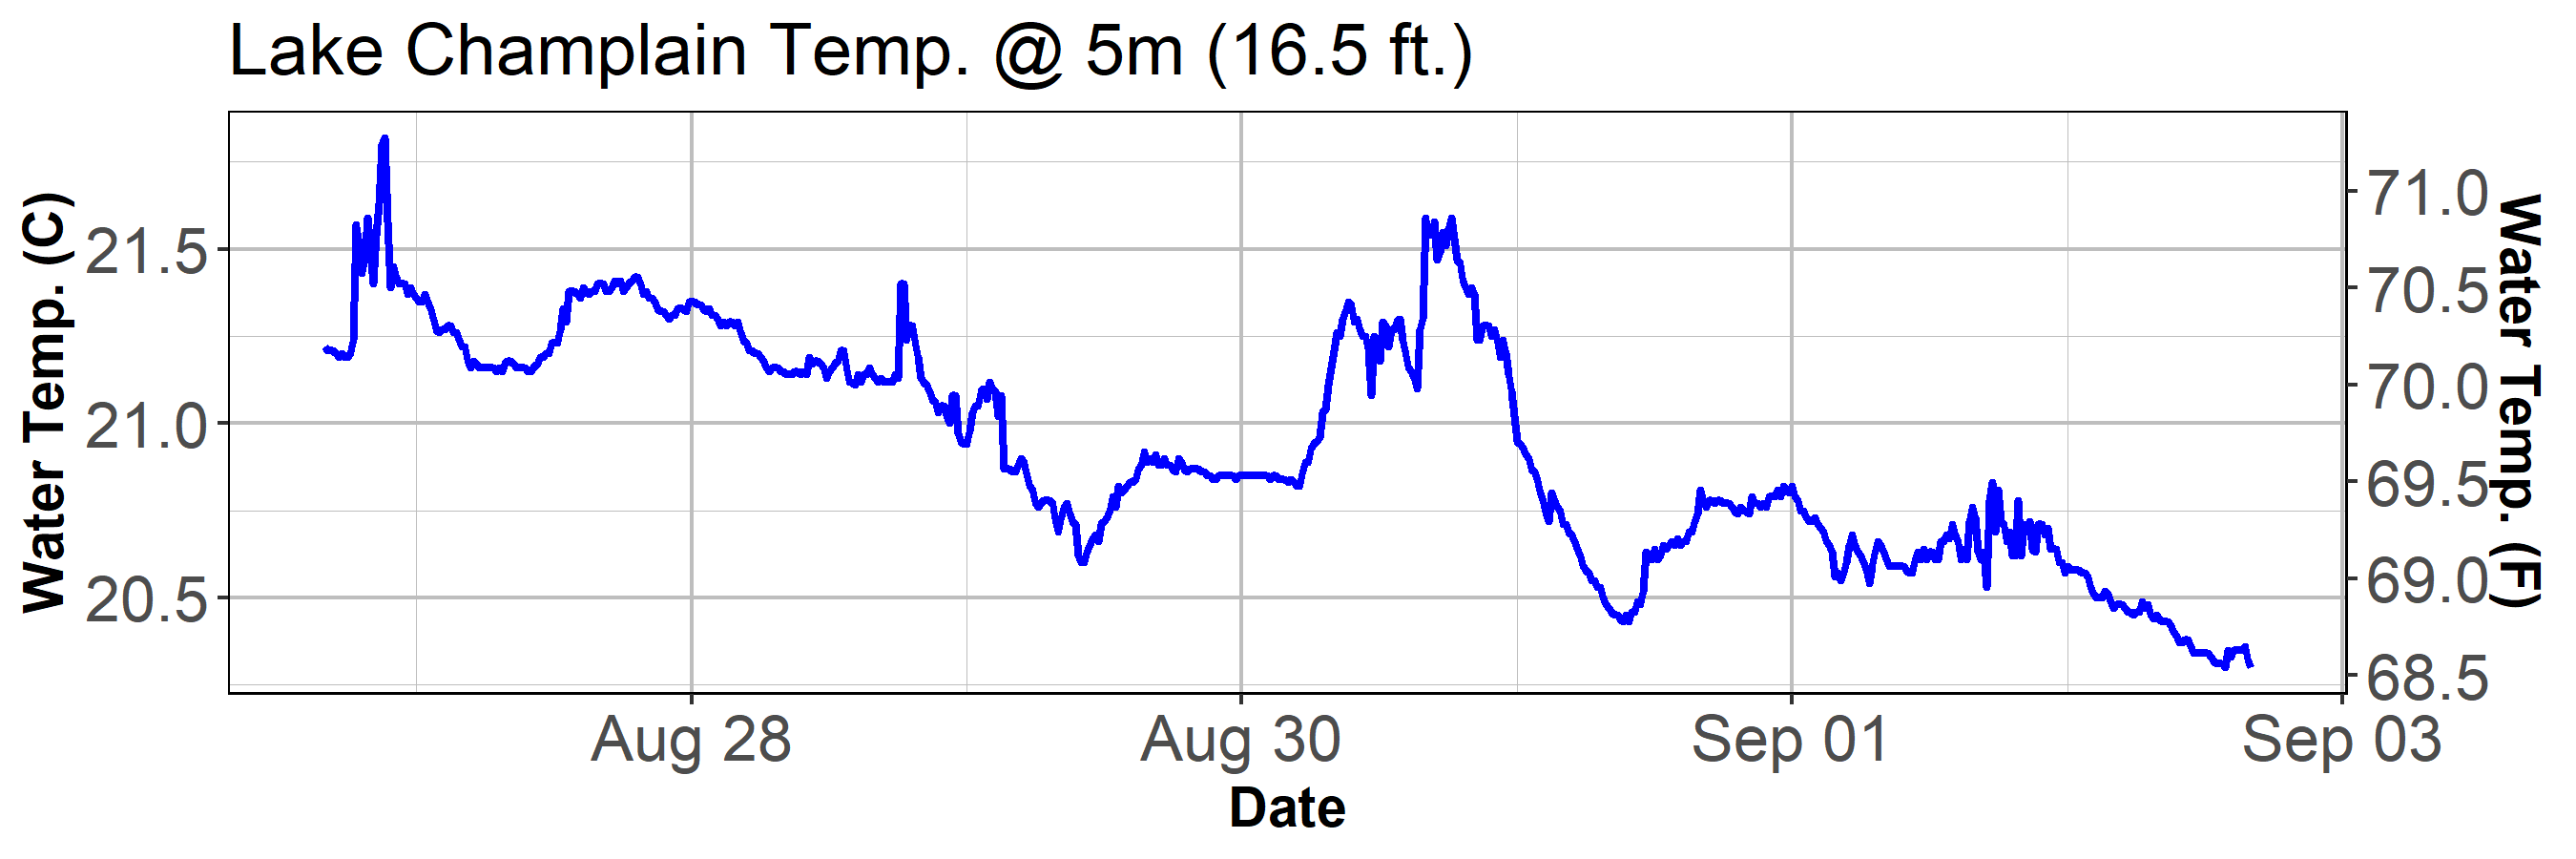 Lake Champlain Temp. @ 5m (16.5 ft.)
Water Temp. (C)
21.5
21.0
20.5
71.0
70.5
70.0
69.5
69.0
68.5
Water Temp. (F)
Aug 28 Aug 30 Sep 01 Sep 03
Date